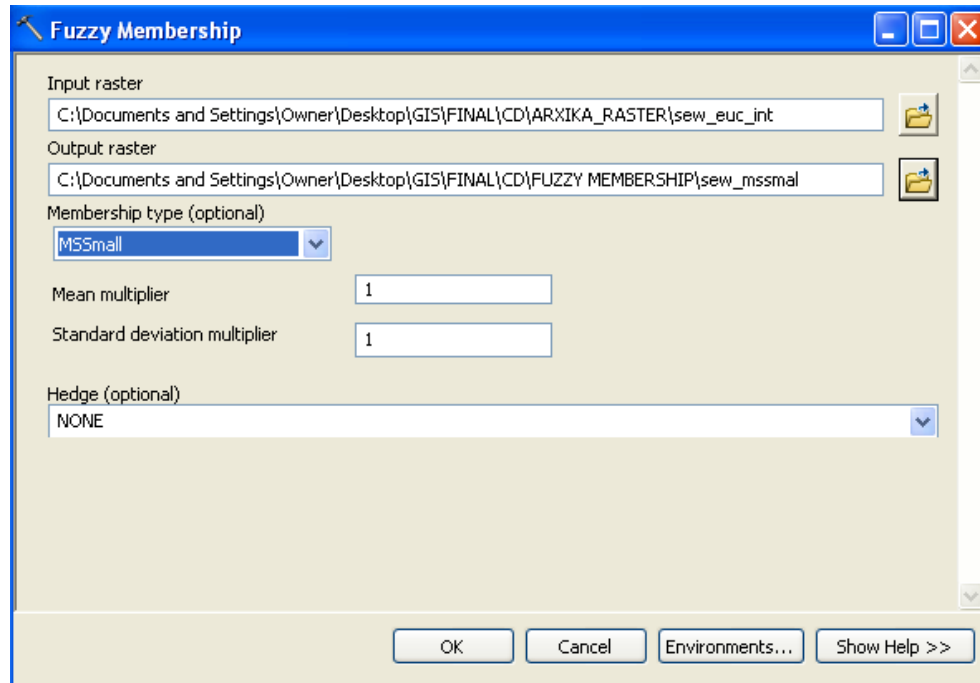 Fuzzy Membership
Input raster
C:\Documents and Settings\Owner\Desktop\GIS\FINAL\CD\ARXIKA_RASTER\sew_euc_int
Output raster
C:\Documents and Settings\Owner\Desktop\GIS\FINAL\CD\FUZZY MEMBERSHIP\sew_mssmal
Membership type (optional)
MSSmall
Mean multiplier
1
Standard deviation multiplier
1
Hedge (optional)
NONE
OK Cancel Environments... Show Help >>